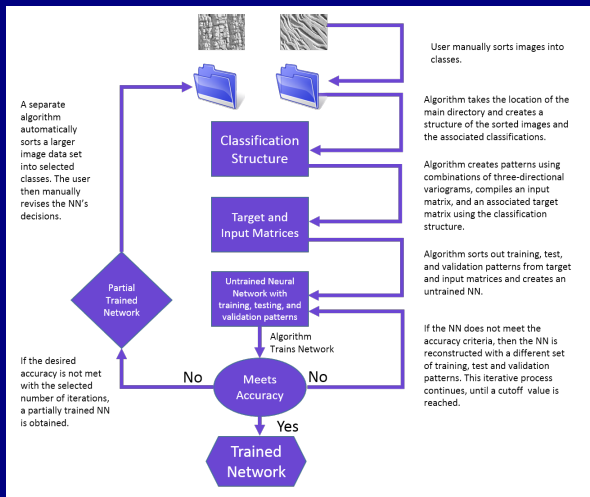 User manually sorts images into
classes.
A separate
algorithm
automatically
sorts a larger
image data set
into selected
classes. The user
then manually
revises the NN's
decisions.
Algorithm takes the location of the
main directory and creates a
structure of the sorted images and
the associated classifications.
Classification
Structure
Algorithm creates patterns using
combinations of three-directional
variograms, compiles an input
matrix, and an associated target
matrix using the classification
structure.
Target and
Input Matrices
Algorithm sorts out training, test,
and validation patterns from target
and input matrices and creates an
untrained NN.
Partial
Trained
Network
Untrained Neural
Network with
training, testing, and
validation patterns
Algorithm
Trains Network
If the NN does not meet the
accuracy criteria, then the NN is
reconstructed with a different set
of training, test and validation
patterns. This iterative process
continues, until a cutoff value is
reached.
If the desired
accuracy is not met
with the selected
number of iterations,
a partially trained NN
is obtained.
No
Meets
Accuracy
No
Yes
Trained
Network